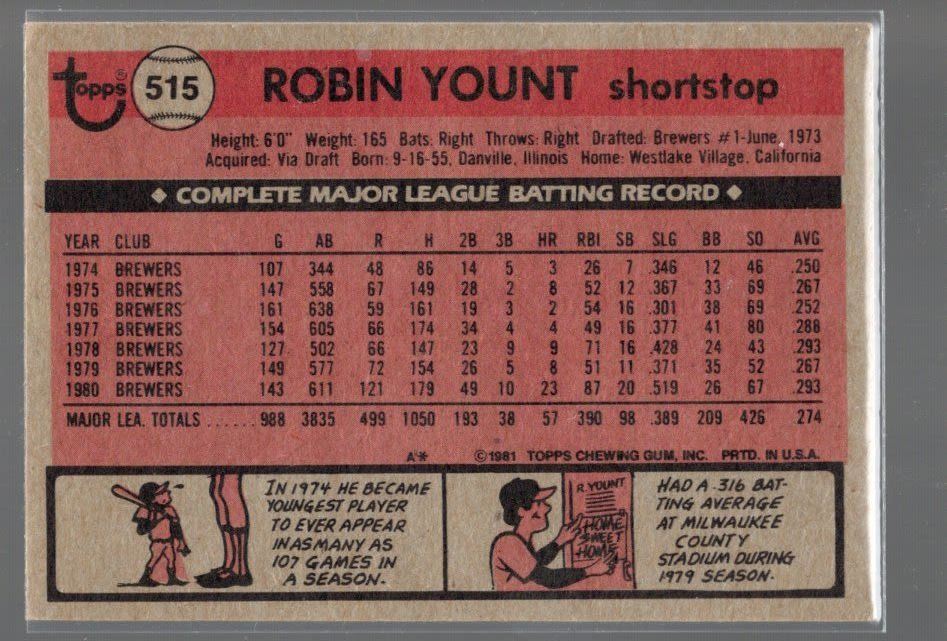 topps® 515 ROBIN YOUNT shortstop
Height: 6'0" Weight: 165 Bats: Right Throws: Right Drafted: Brewers #1-June, 1973
Acquired: Via Draft Born: 9-16-55, Danville, Illinois Home: Westlake Village, California
◆ COMPLETE MAJOR LEAGUE BATTING RECORD ◆
YEAR CLUB G AB R H 2B 3B HR RBI SB SLG BB SO AVG
1974 BREWERS 107 344 48 86 14 5 3 26 7 .346 12 46 .250
1975 BREWERS 147 558 67 149 28 2 8 52 12 .367 33 69 .267
1976 BREWERS 161 638 59 161 19 3 2 54 16 .301 38 69 .252
1977 BREWERS 154 605 66 174 34 4 4 49 16 .377 41 80 .288
1978 BREWERS 127 502 66 147 23 9 9 71 16 .428 24 43 .293
1979 BREWERS 149 577 72 154 26 5 8 51 11 .371 35 52 .267
1980 BREWERS 143 611 121 179 49 10 23 87 20 .519 26 67 .293
MAJOR LEA. TOTALS ...... 988 3835 499 1050 193 38 57 390 98 .389 209 426 .274
A* ©1981 TOPPS CHEWING GUM, INC. PRTD. IN U.S.A.
IN 1974 HE BECAME
YOUNGEST PLAYER
TO EVER APPEAR
IN AS MANY AS
107 GAMES IN
A SEASON.
R. YOUNT
HOME
SWEET
HOME
HAD A .316 BAT-
TING AVERAGE
AT MILWAUKEE
COUNTY
STADIUM DURING
1979 SEASON.